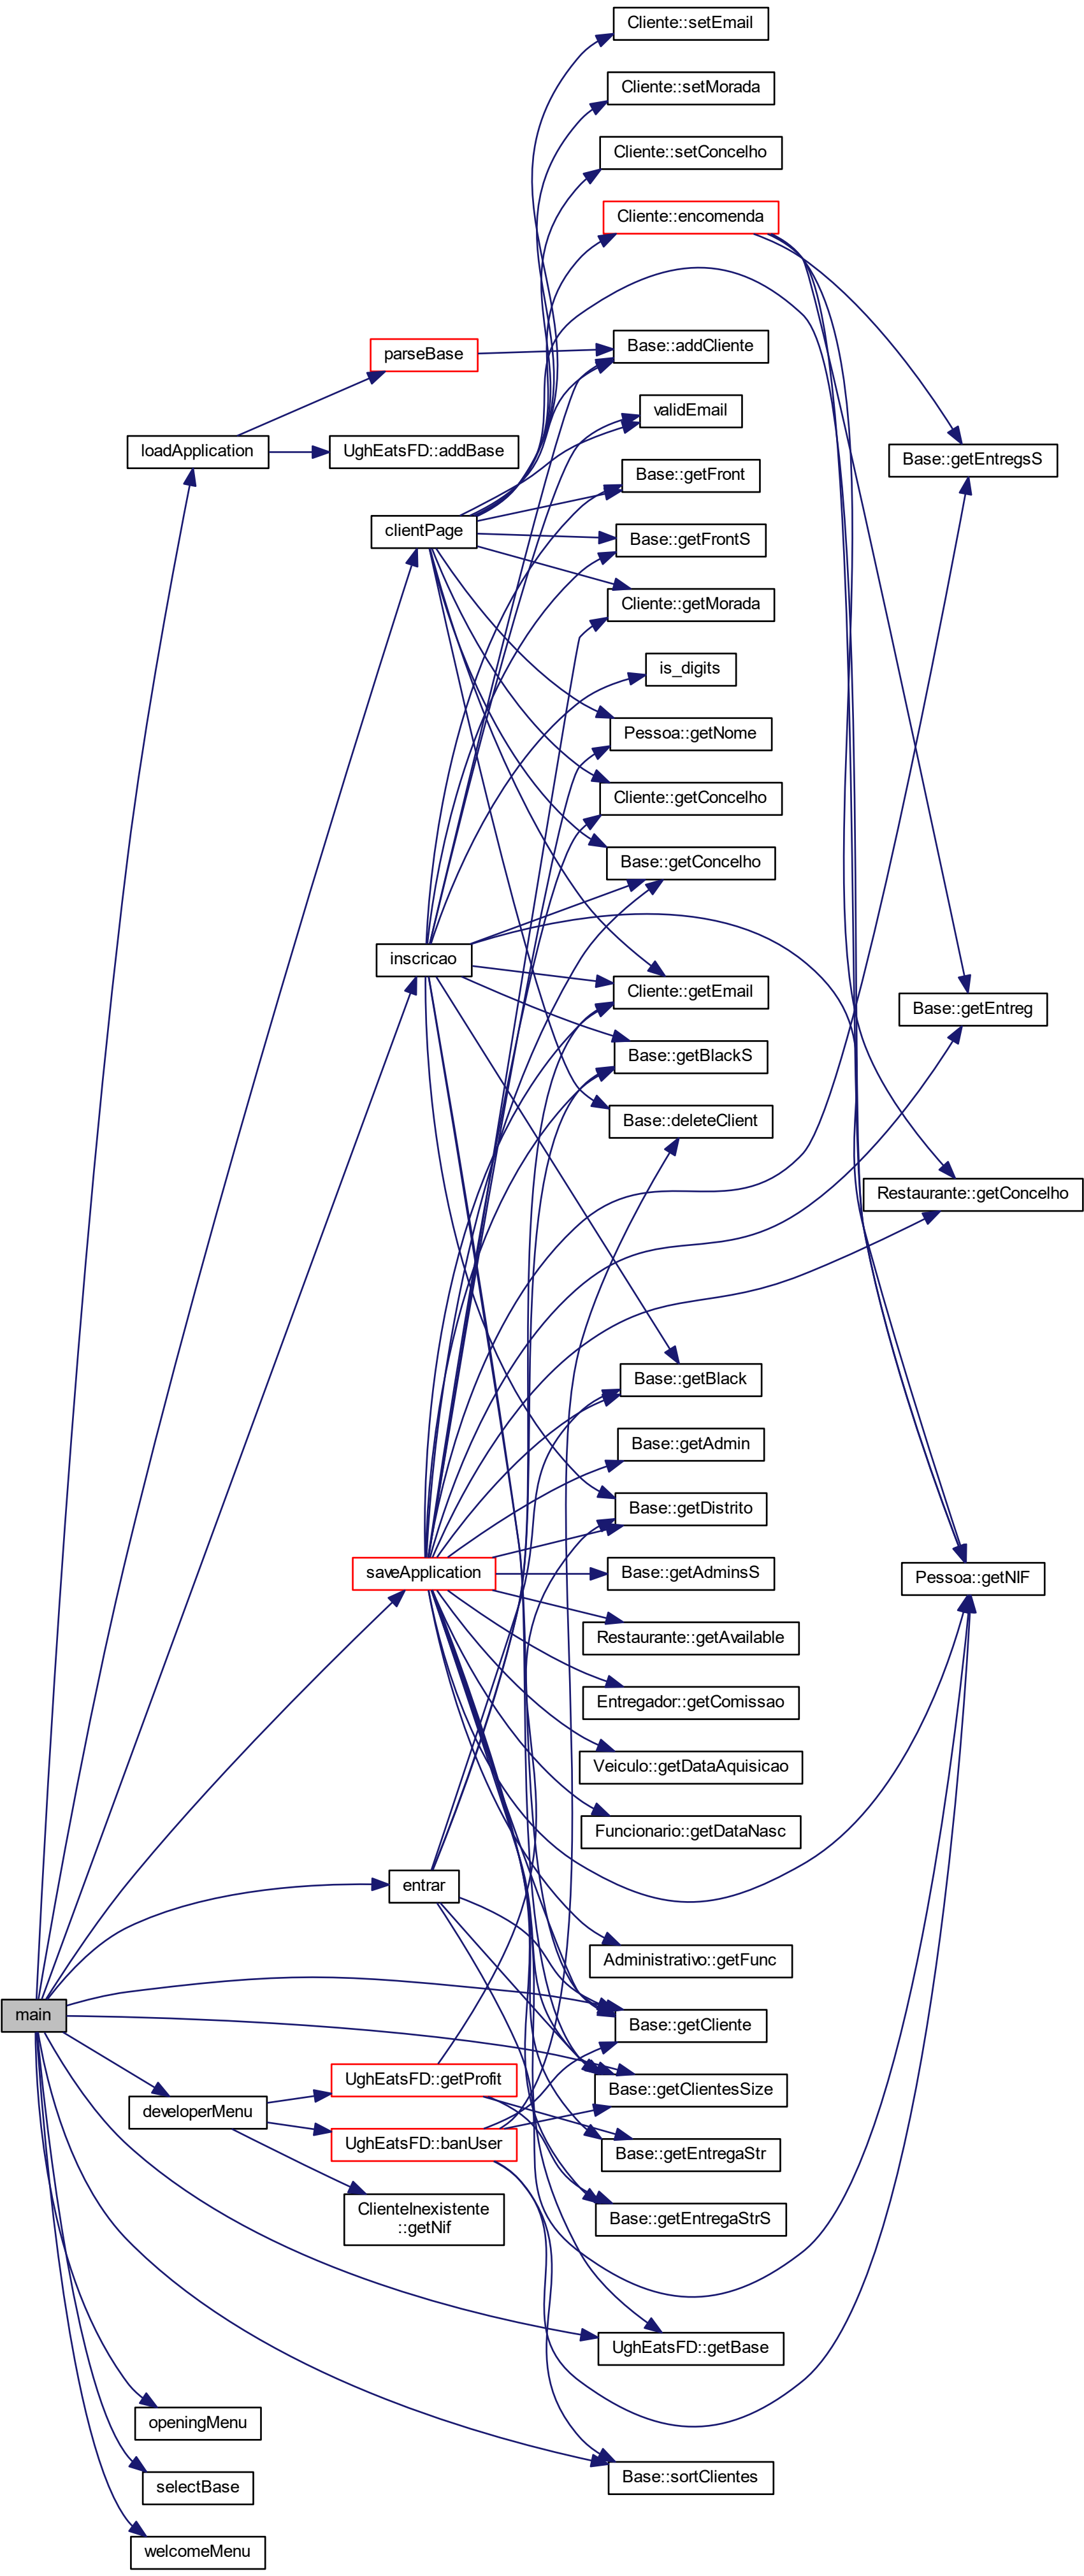 Cliente::setEmail
Cliente::setMorada
Cliente::setConcelho
Cliente::encomenda
parseBase
Base::addCliente
validEmail
loadApplication
UghEatsFD::addBase
Base::getEntregsS
Base::getFront
clientPage
Base::getFrontS
Cliente::getMorada
is_digits
Pessoa::getNome
Cliente::getConcelho
Base::getConcelho
inscricao
Cliente::getEmail
Base::getEntreg
Base::getBlackS
Base::deleteClient
Restaurante::getConcelho
Base::getBlack
Base::getAdmin
Base::getDistrito
saveApplication
Base::getAdminsS
Pessoa::getNIF
Restaurante::getAvailable
Entregador::getComissao
Veiculo::getDataAquisicao
Funcionario::getDataNasc
entrar
Administrativo::getFunc
main
Base::getCliente
UghEatsFD::getProfit
Base::getClientesSize
developerMenu
UghEatsFD::banUser
Base::getEntregaStr
ClienteInexistente
::getNif
Base::getEntregaStrS
UghEatsFD::getBase
openingMenu
selectBase
Base::sortClientes
welcomeMenu